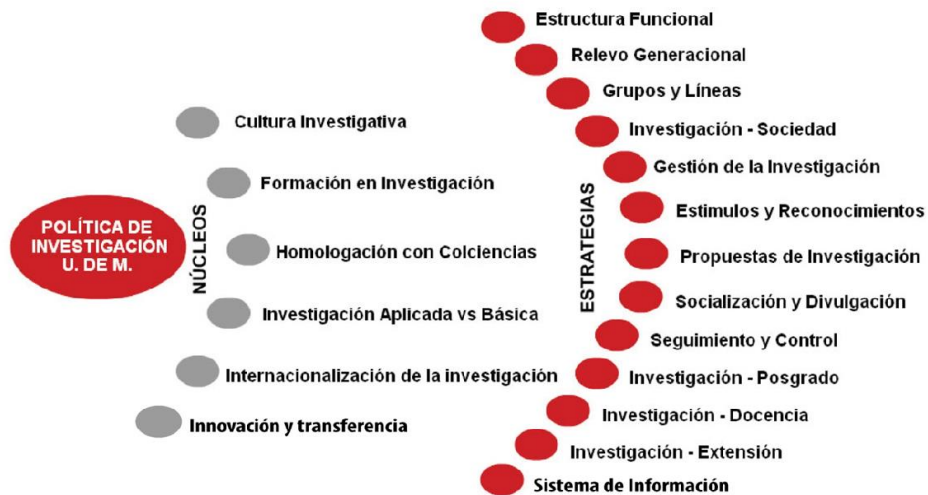 POLÍTICA DE
INVESTIGACIÓN
U. DE M.
NÚCLEOS
Cultura Investigativa
Formación en Investigación
Homologación con Colciencias
Investigación Aplicada vs Básica
Internacionalización de la investigación
Innovación y transferencia
ESTRATEGIAS
Estructura Funcional
Relevo Generacional
Grupos y Líneas
Investigación - Sociedad
Gestión de la Investigación
Estimulos y Reconocimientos
Propuestas de Investigación
Socialización y Divulgación
Seguimiento y Control
Investigación - Posgrado
Investigación - Docencia
Investigación - Extensión
Sistema de Información